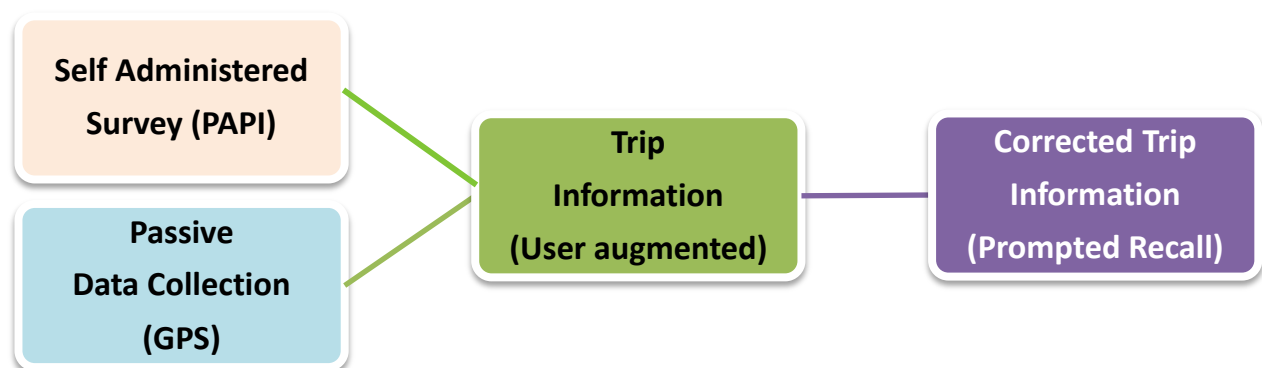 Self Administered
Survey (PAPI)
Passive
Data Collection
(GPS)
Trip
Information
(User augmented)
Corrected Trip
Information
(Prompted Recall)